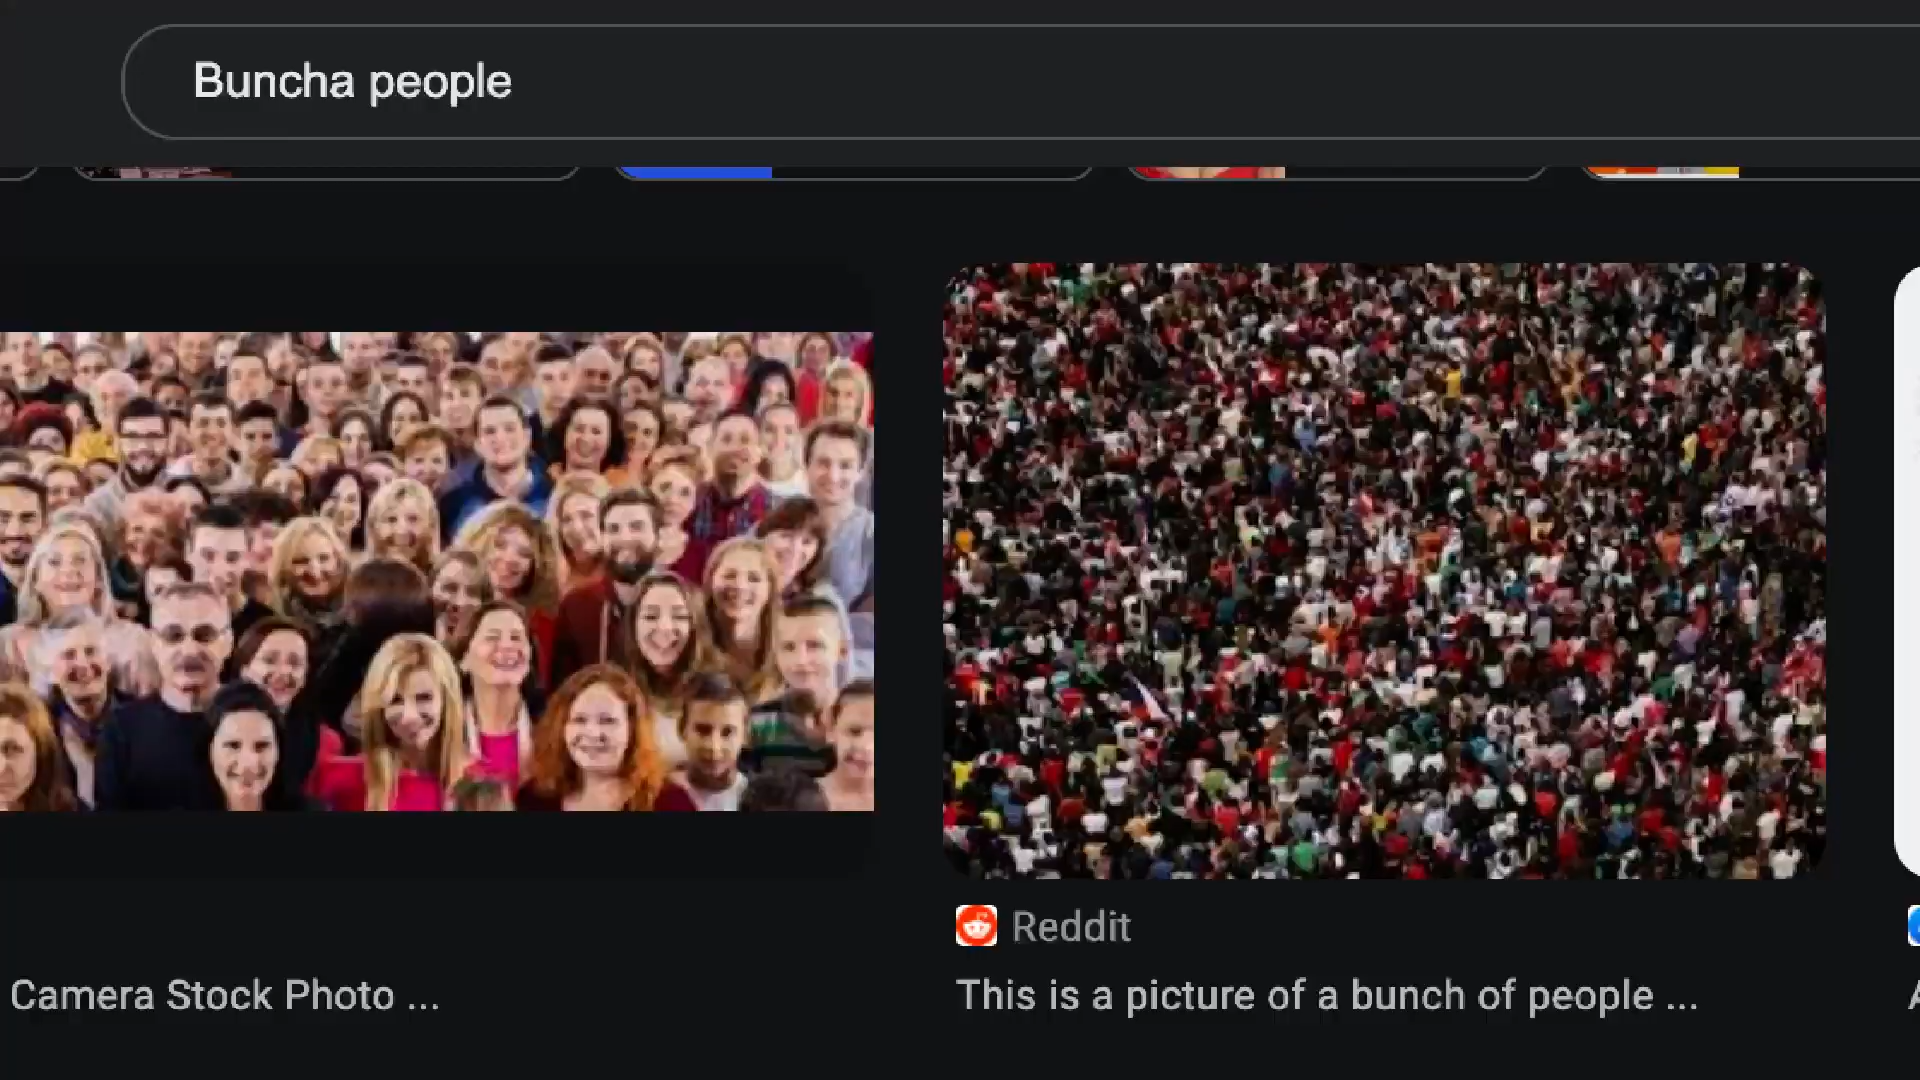 Buncha people
Reddit
Camera Stock Photo ...
This is a picture of a bunch of people ...